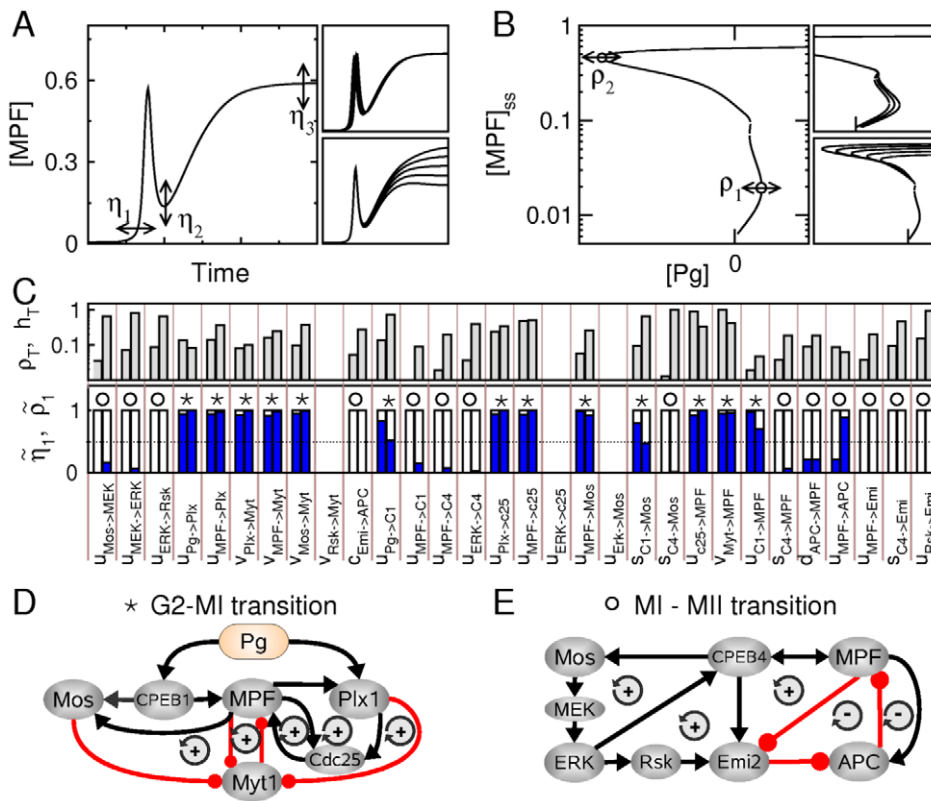 A
[MPF]
0.6
0.3
0
η1
η2
η3
Time
B
[MPF]ss
1
0.1
0.01
ρ2
ρ1
[Pg]
0
C
ρT, hT
1
0.1
η̃1, ρ̃1
1
0
uMos->MEK
uMEK->ERK
uERK->Rsk
uPg->Plx
uMPF->Plx
vPlx->Myt
vMPF->Myt
vMos->Myt
vRsk->Myt
cEmi->APC
uPg->C1
uMPF->C1
uMPF->C4
uERK->C4
uPlx->c25
uMPF->c25
uERK->c25
uMPF->Mos
uErk->Mos
sC1->Mos
sC4->Mos
uc25->MPF
vMyt->MPF
uC1->MPF
sC4->MPF
dAPC->MPF
uMPF->APC
uMPF->Emi
sC4->Emi
uRsk->Emi
D
* G2-MI transition
Pg
Mos
CPEB1
MPF
Plx1
Cdc25
Myt1
+
+
+
+
+
E
o MI - MII transition
Mos
CPEB4
MPF
MEK
ERK
Rsk
Emi2
APC
+
+
+
-
-